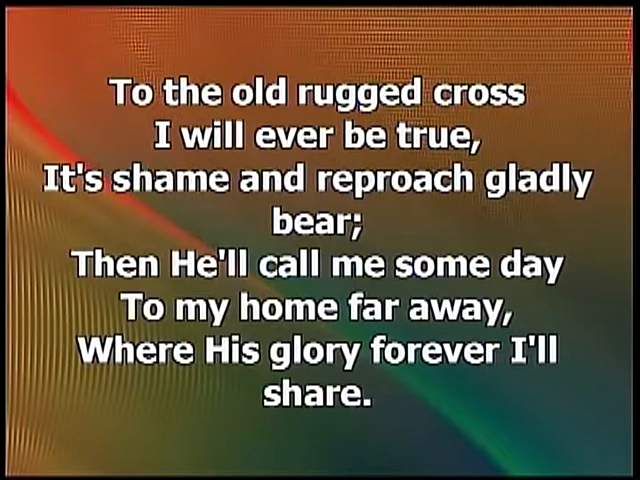 To the old rugged cross
I will ever be true,
It's shame and reproach gladly
bear;
Then He'll call me some day
To my home far away,
Where His glory forever I'll
share.